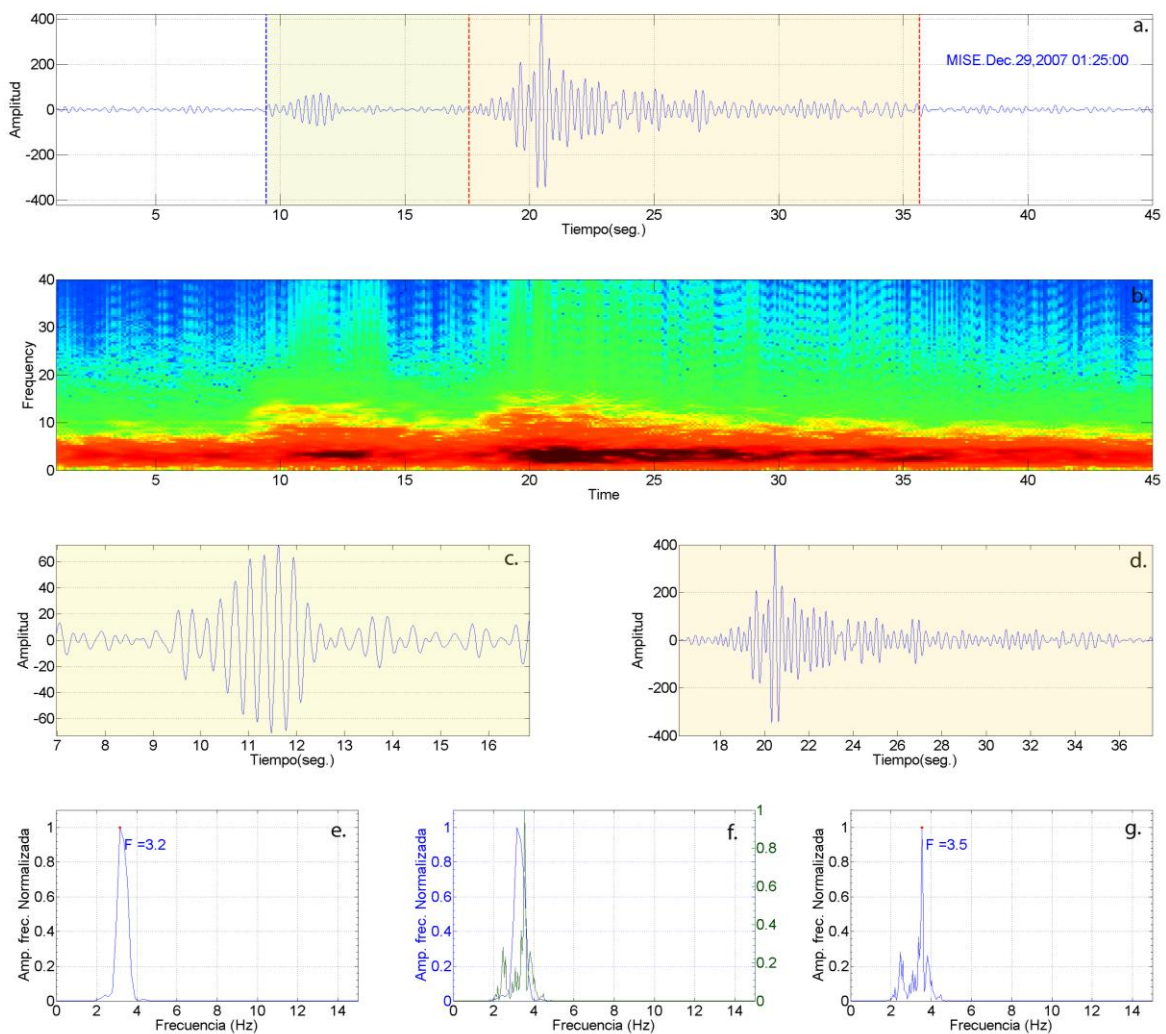 a.
MISE.Dec.29,2007 01:25:00
Amplitud
400
200
0
-200
-400
5 10 15 20 25 30 35 40 45
Tiempo(seg.)
b.
Frequency
40
30
20
10
0
5 10 15 20 25 30 35 40 45
Time
c.
Amplitud
60
40
20
0
-20
-40
-60
7 8 9 10 11 12 13 14 15 16
Tiempo(seg.)
d.
Amplitud
400
200
0
-200
-400
18 20 22 24 26 28 30 32 34 36
Tiempo(seg.)
e.
F =3.2
Amp. frec. Normalizada
1
0.8
0.6
0.4
0.2
0
0 2 4 6 8 10 12 14
Frecuencia (Hz)
f.
Amp. frec. Normalizada
1
0.8
0.6
0.4
0.2
0
1
0.8
0.6
0.4
0.2
0
0 2 4 6 8 10 12 14
Frecuencia (Hz)
g.
F =3.5
Amp. frec. Normalizada
1
0.8
0.6
0.4
0.2
0
0 2 4 6 8 10 12 14
Frecuencia (Hz)